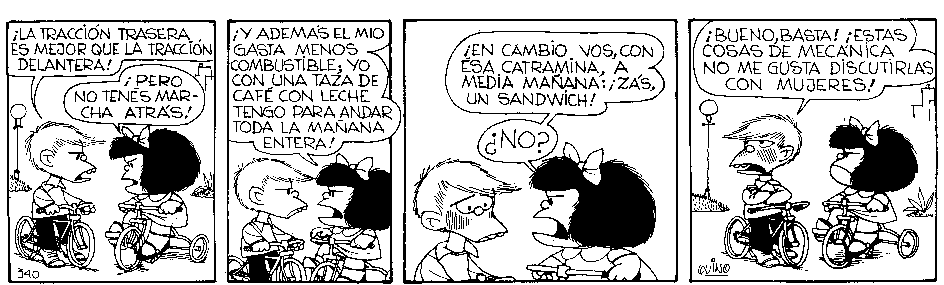 ¡LA TRACCIÓN TRASERA
ES MEJOR QUE LA TRACCIÓN
DELANTERA!
¡PERO
NO TENÉS MAR-
CHA ATRÁS!
340
¡Y ADEMÁS EL MIO
GASTA MENOS
COMBUSTIBLE; YO
CON UNA TAZA DE
CAFÉ CON LECHE
TENGO PARA ANDAR
TODA LA MAÑANA
ENTERA!
¡EN CAMBIO VOS, CON
ESA CATRAMINA, A
MEDIA MAÑANA: ¡ZÁS,
UN SANDWICH!
¿NO?
¡BUENO, BASTA! ¡ESTAS
COSAS DE MECÁNICA
NO ME GUSTA DISCUTIRLAS
CON MUJERES!
QUINO